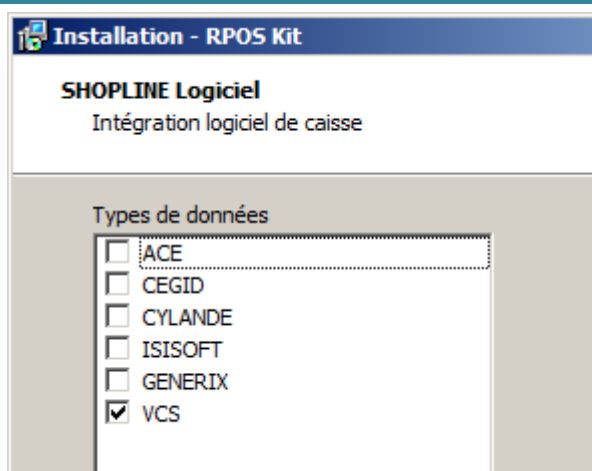 Installation - RPOS Kit
SHOPLINE Logiciel
Intégration logiciel de caisse
Types de données
ACE
CEGID
CYLANDE
ISISOFT
GENERIX
VCS